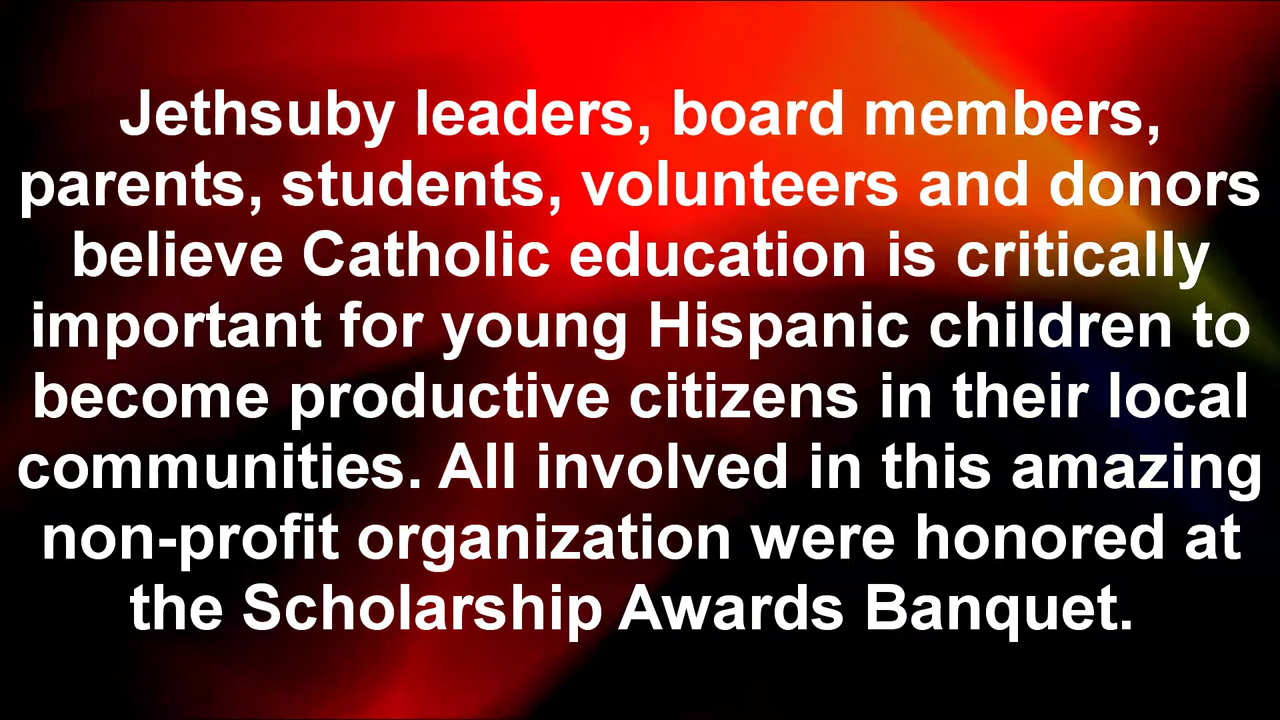 Jethsuby leaders, board members,
parents, students, volunteers and donors
believe Catholic education is critically
important for young Hispanic children to
become productive citizens in their local
communities. All involved in this amazing
non-profit organization were honored at
the Scholarship Awards Banquet.